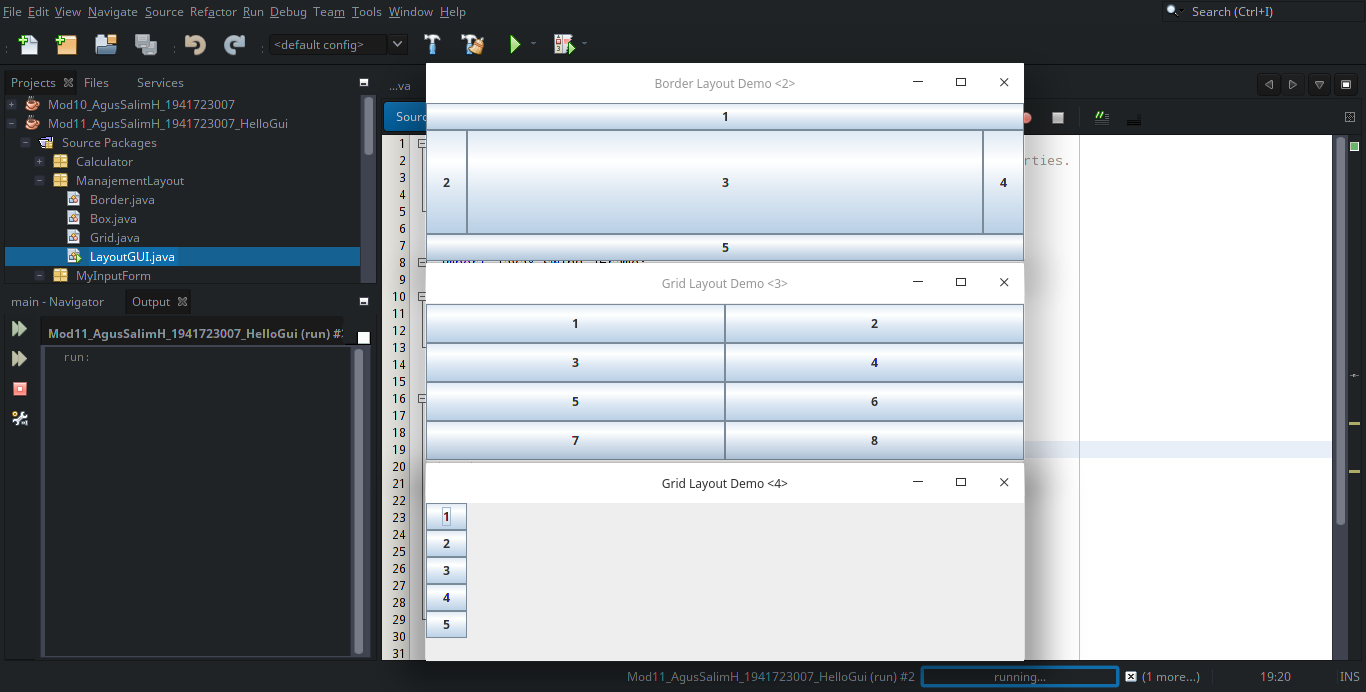 File Edit View Navigate Source Refactor Run Debug Team Tools Window Help
Search (Ctrl+I)
<default config>
Projects Files Services
...va
Mod10_AgusSalimH_1941723007
Mod11_AgusSalimH_1941723007_HelloGui
Source Packages
Calculator
ManajementLayout
Border.java
Box.java
Grid.java
LayoutGUI.java
MyInputForm
main - Navigator Output
Mod11_AgusSalimH_1941723007_HelloGui (run) #
run:
Sourc
1
2
3
4
5
6
7
8
9
10
11
12
13
14
15
16
17
18
19
20
21
22
23
24
25
26
27
28
29
30
31
rties.
Border Layout Demo <2>
1
2 3 4
5
Grid Layout Demo <3>
1 2
3 4
5 6
7 8
Grid Layout Demo <4>
1
2
3
4
5
Mod11_AgusSalimH_1941723007_HelloGui (run) #2 running... (1 more...) 19:20 INS